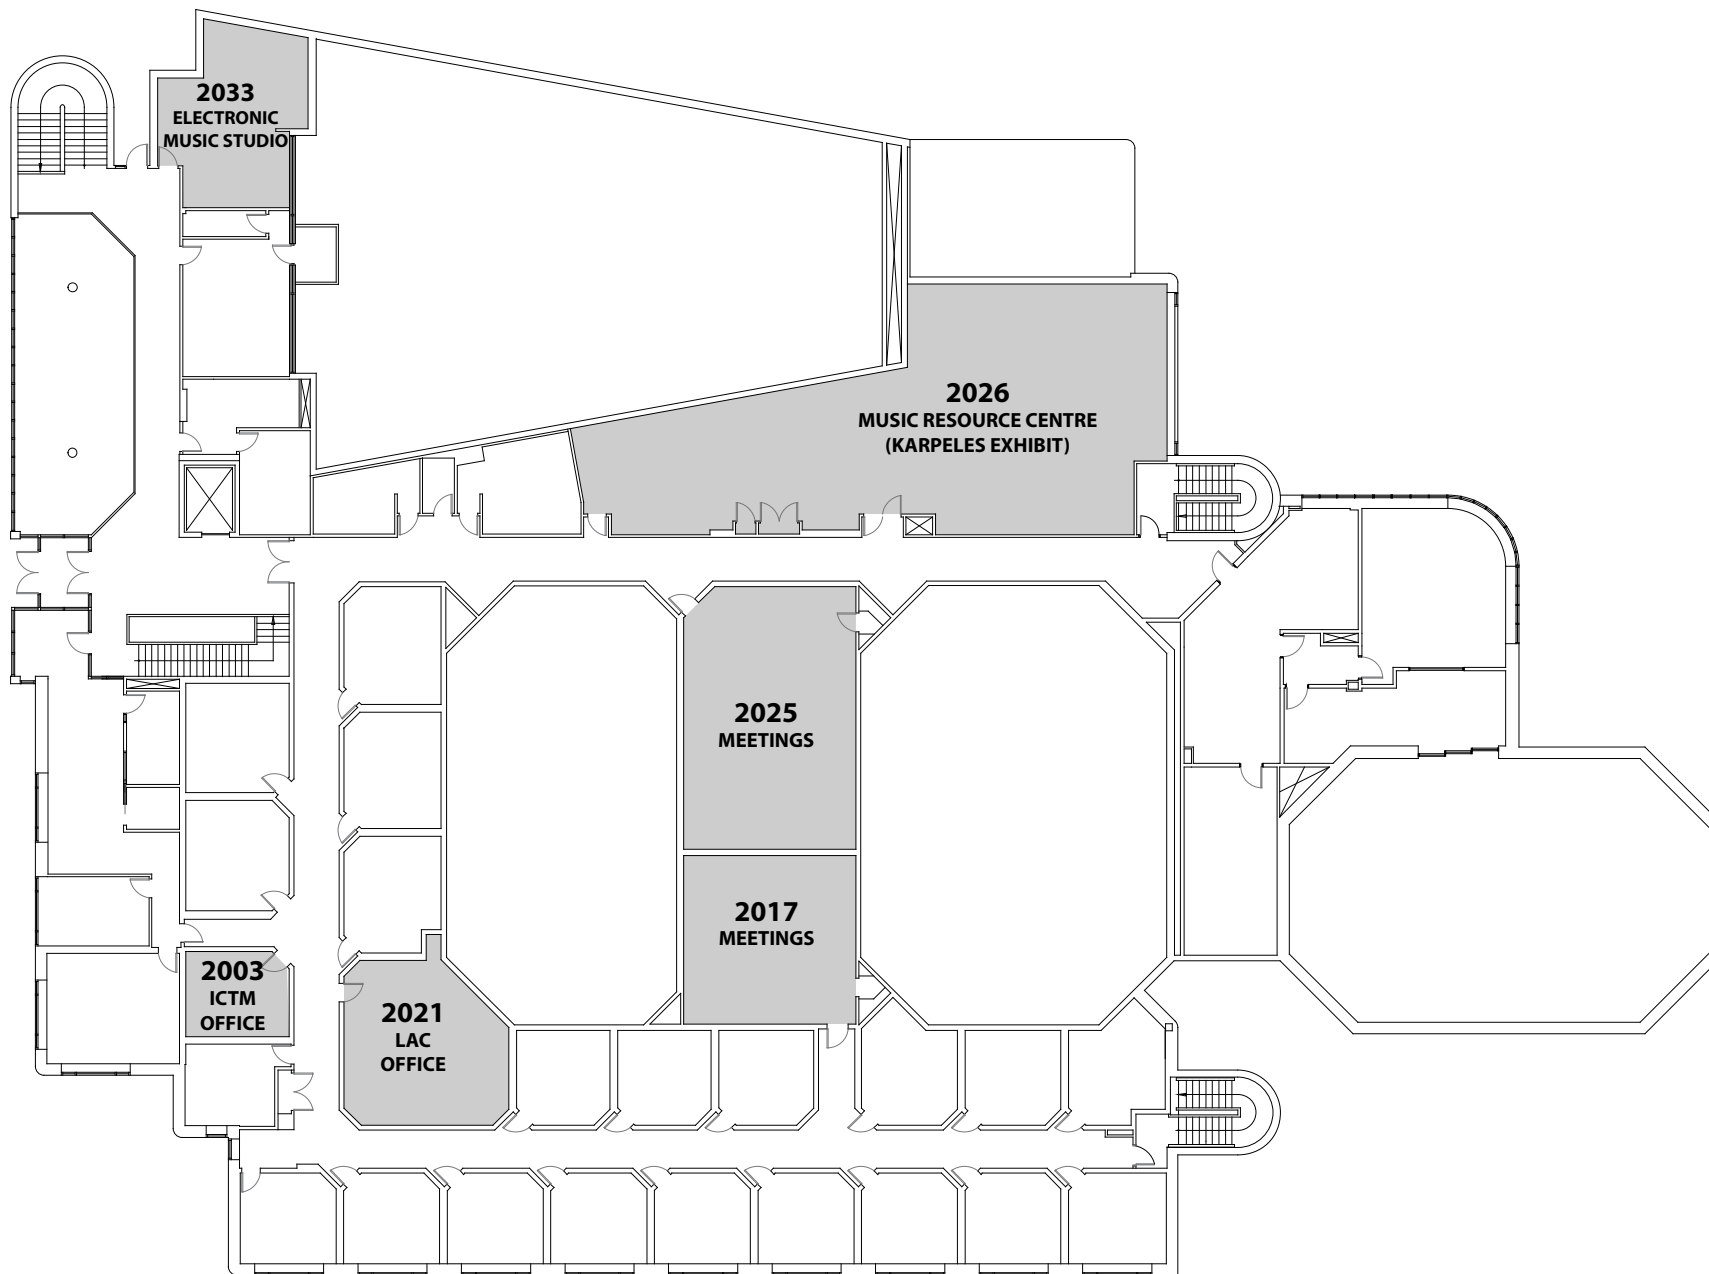 2033
ELECTRONIC
MUSIC STUDIO
2026
MUSIC RESOURCE CENTRE
(KARPELES EXHIBIT)
2025
MEETINGS
2017
MEETINGS
2003
ICTM
OFFICE
2021
LAC
OFFICE